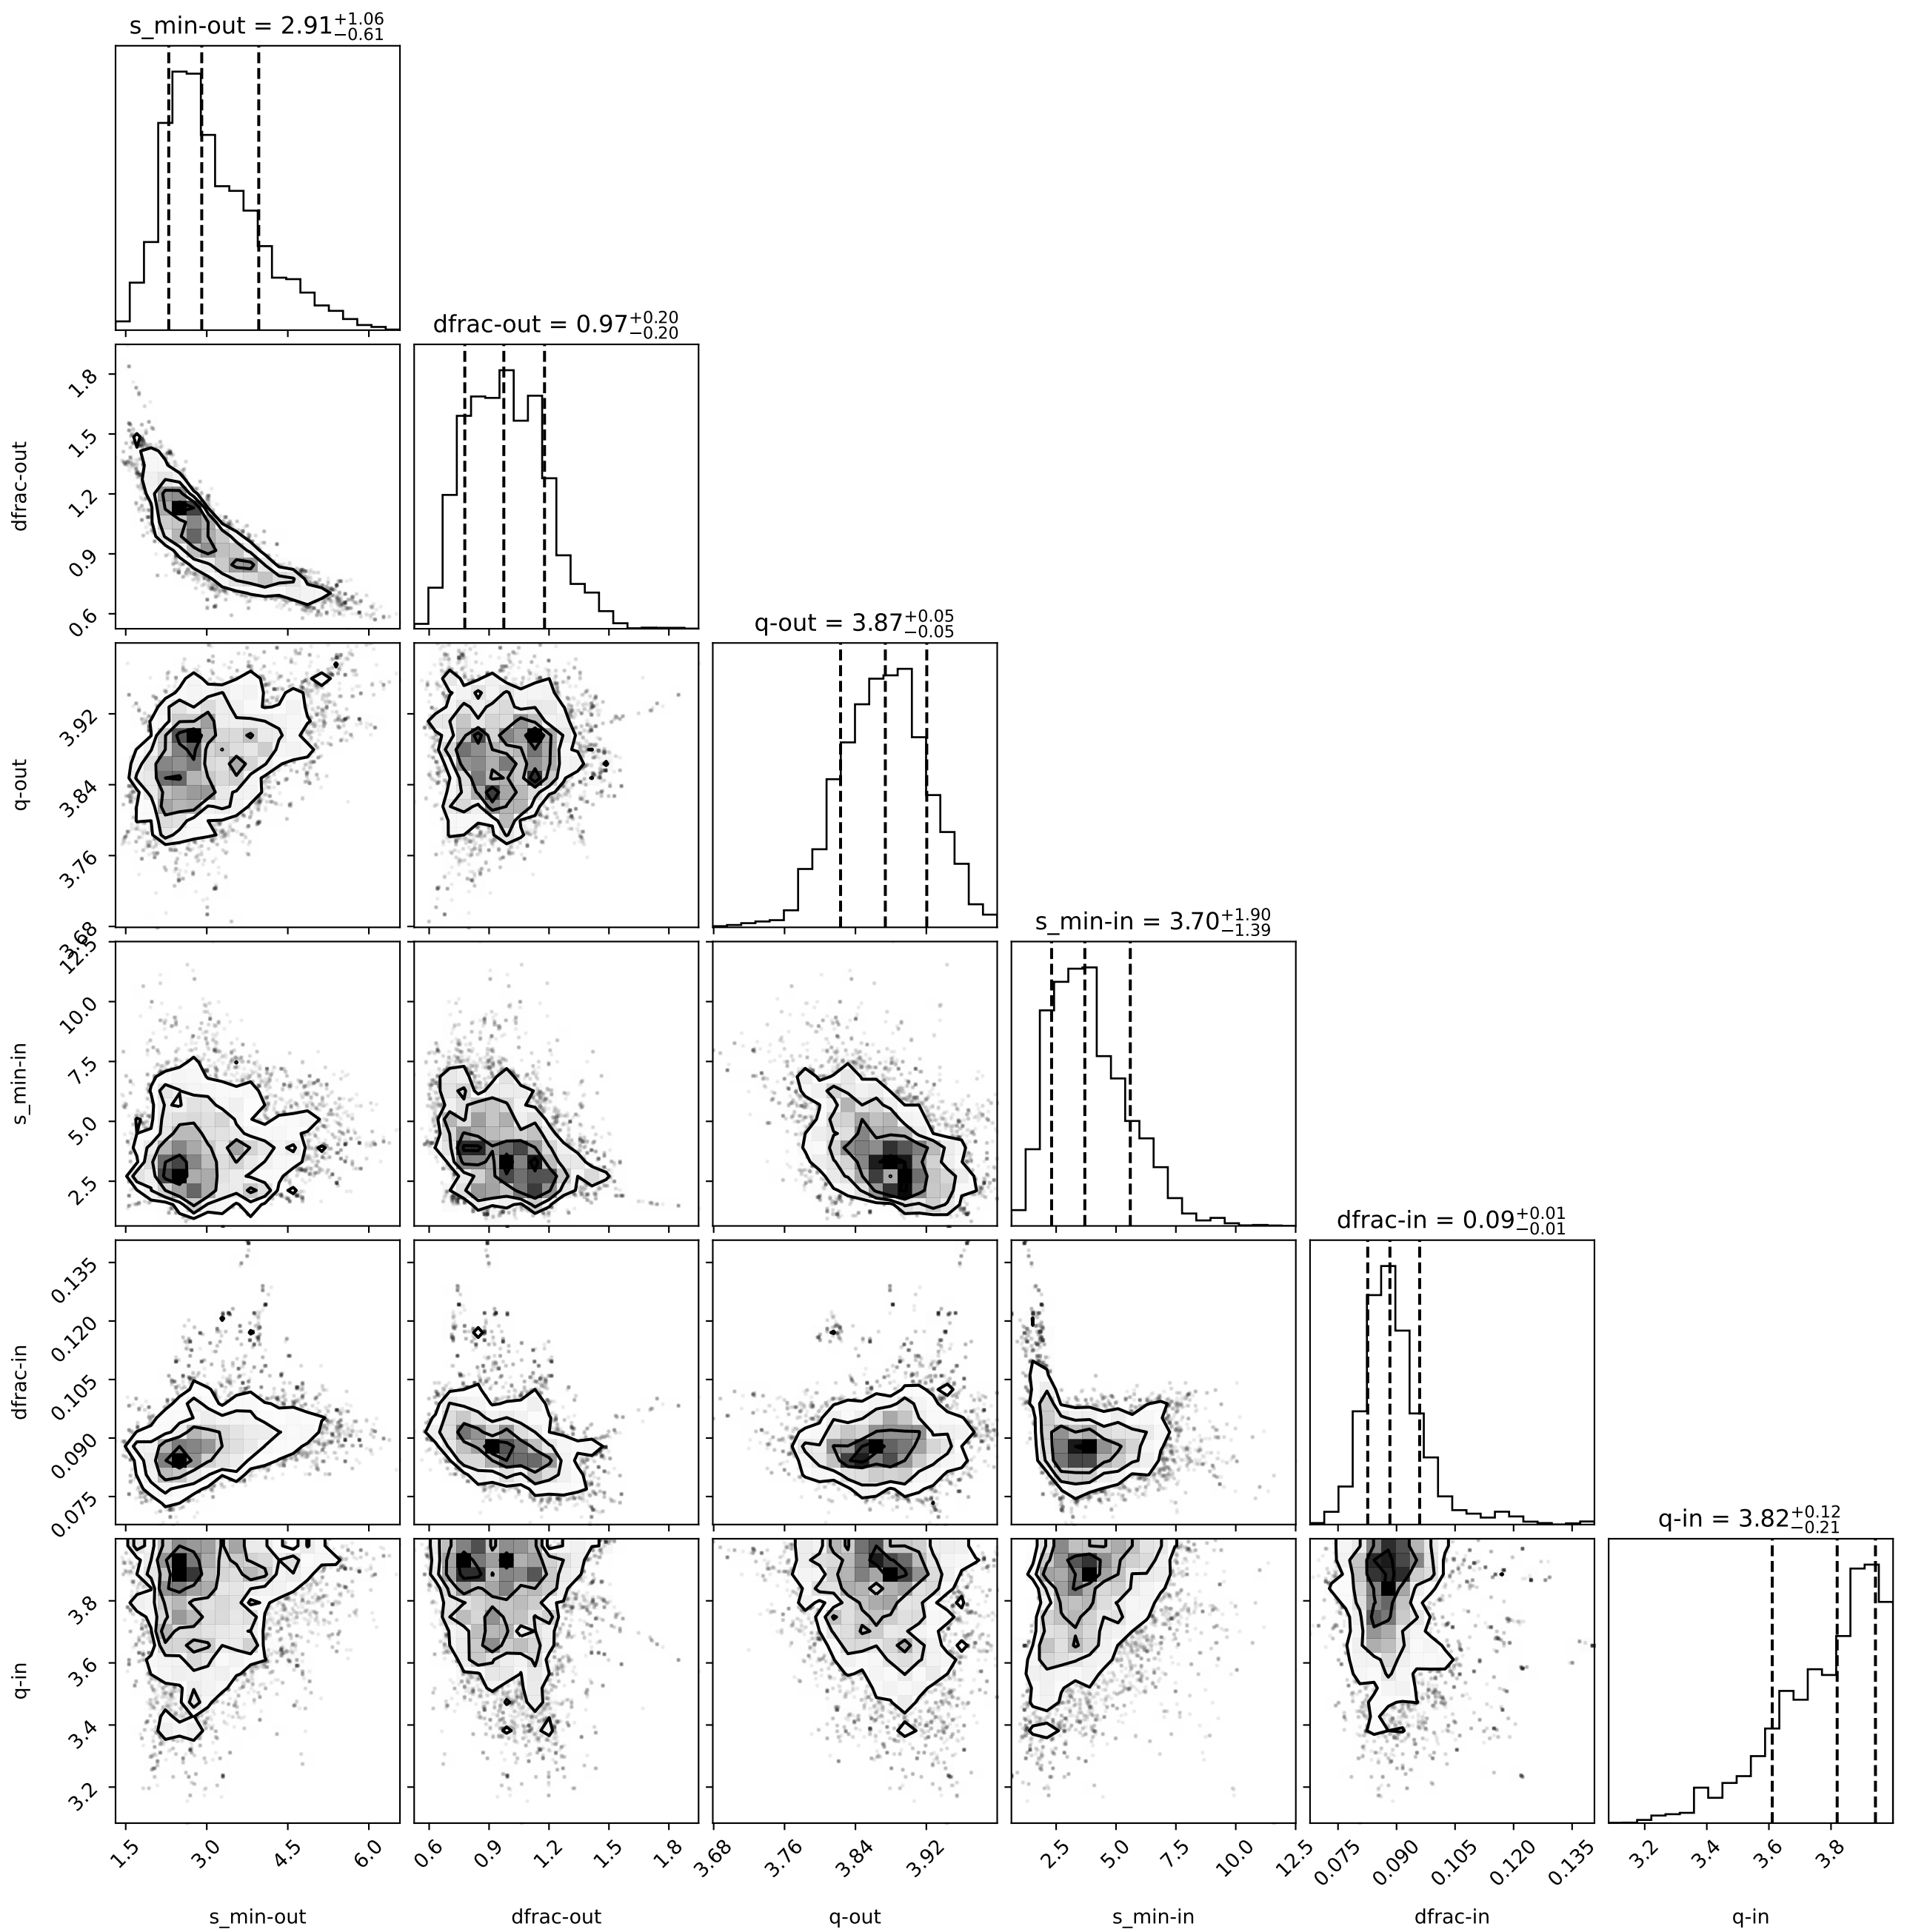 s_min-out = 2.91+1.06 −0.61
dfrac-out = 0.97+0.20 −0.20
1.8
1.5
1.2
0.9
0.6
dfrac-out
q-out = 3.87+0.05 −0.05
3.92
3.84
3.76
3.68
q-out
s_min-in = 3.70+1.90 −1.39
12.5
10.0
7.5
5.0
2.5
s_min-in
dfrac-in = 0.09+0.01 −0.01
0.135
0.120
0.105
0.090
0.075
dfrac-in
q-in = 3.82+0.12 −0.21
3.8
3.6
3.4
3.2
q-in
1.5 3.0 4.5 6.0 0.6 0.9 1.2 1.5 1.8 3.68 3.76 3.84 3.92 2.5 5.0 7.5 10.0 12.5 0.075 0.090 0.105 0.120 0.135 3.2 3.4 3.6 3.8
s_min-out dfrac-out q-out s_min-in dfrac-in q-in